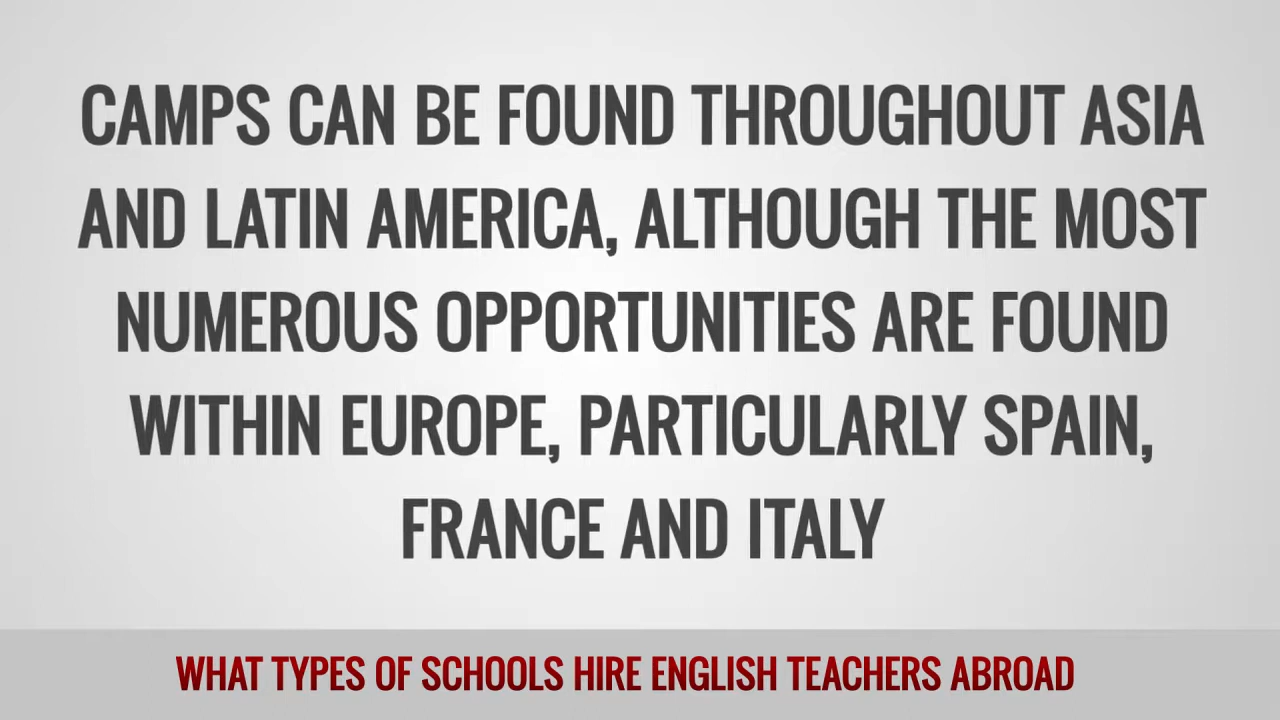 CAMPS CAN BE FOUND THROUGHOUT ASIA
AND LATIN AMERICA, ALTHOUGH THE MOST
NUMEROUS OPPORTUNITIES ARE FOUND
WITHIN EUROPE, PARTICULARLY SPAIN,
FRANCE AND ITALY
WHAT TYPES OF SCHOOLS HIRE ENGLISH TEACHERS ABROAD